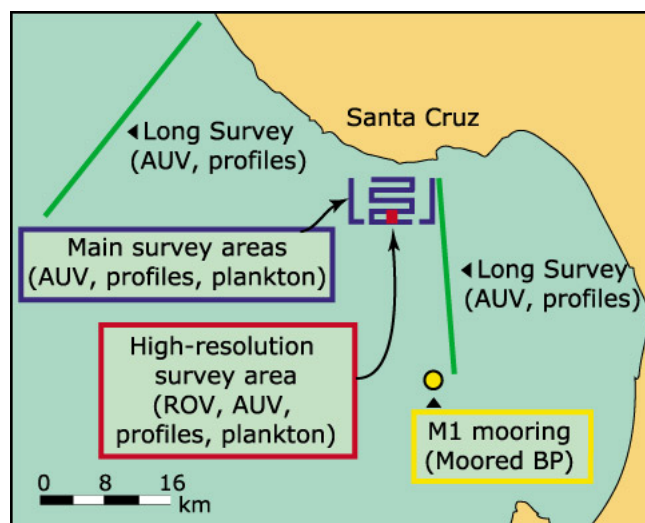 Santa Cruz
Long Survey
(AUV, profiles)
Main survey areas
(AUV, profiles, plankton)
Long Survey
(AUV, profiles)
High-resolution
survey area
(ROV, AUV,
profiles, plankton)
M1 mooring
(Moored BP)
0 8 16
km